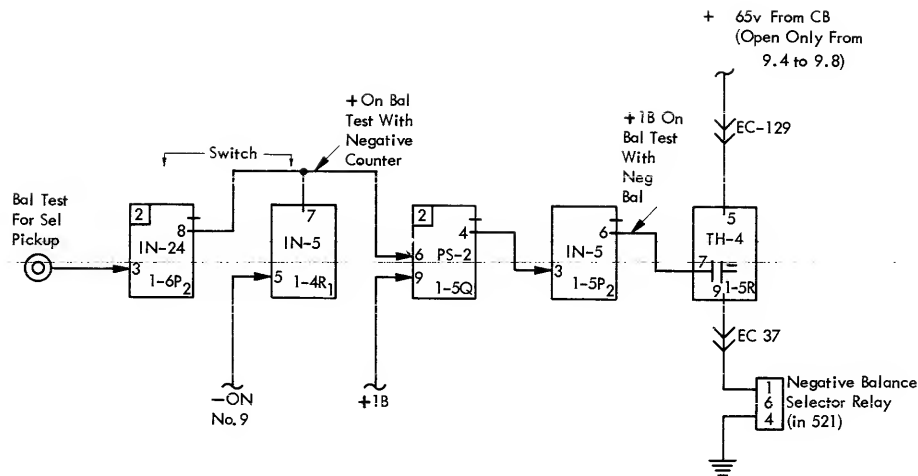 + 65v From CB
(Open Only From
9.4 to 9.8)
+On Bal
Test With
Negative
Counter
+1B On
Bal Test
With
Neg
Bal
EC-129
Switch
Bal Test
For Sel
Pickup
2
8
IN-24
3
1-6P2
7
IN-5
5
1-4R1
2
4
6
PS-2
9
1-5Q
6
IN-5
3
1-5P2
5
TH-4
7
9
1-5R
EC 37
-ON
No. 9
+1B
1
6
4
Negative Balance
Selector Relay
(in 521)